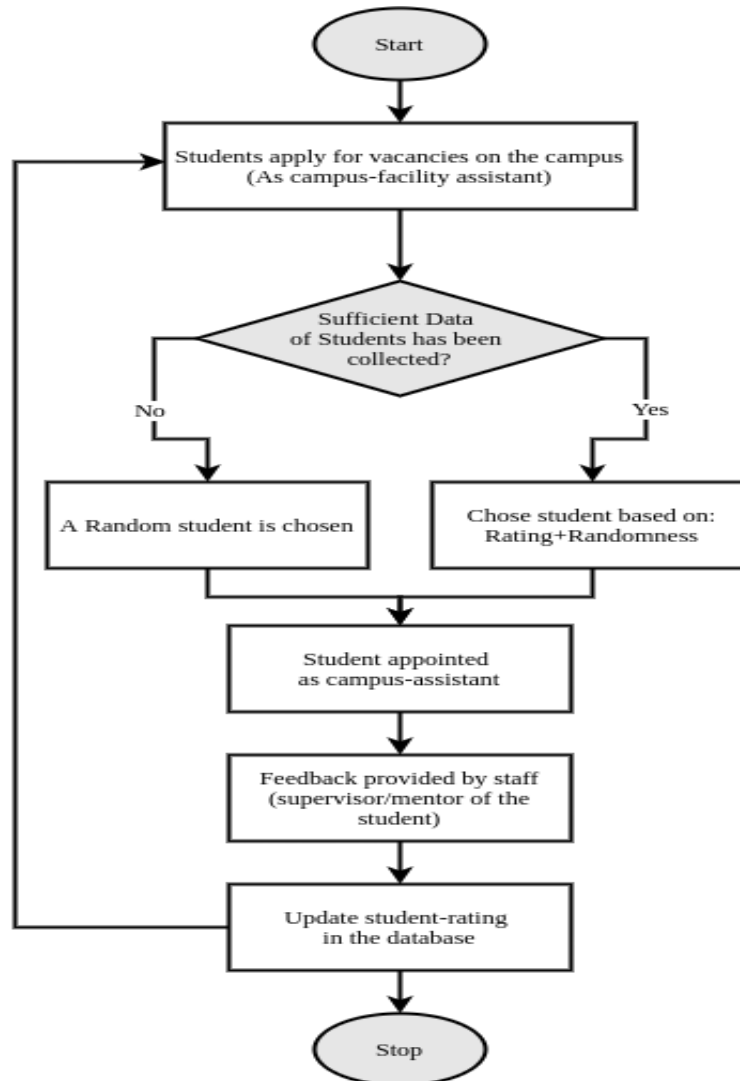 Start
Students apply for vacancies on the campus
(As campus-facility assistant)
Sufficient Data
of Students has been
collected?
No
Yes
A Random student is chosen
Chose student based on:
Rating+Randomness
Student appointed
as campus-assistant
Feedback provided by staff
(supervisor/mentor of the
student)
Update student-rating
in the database
Stop